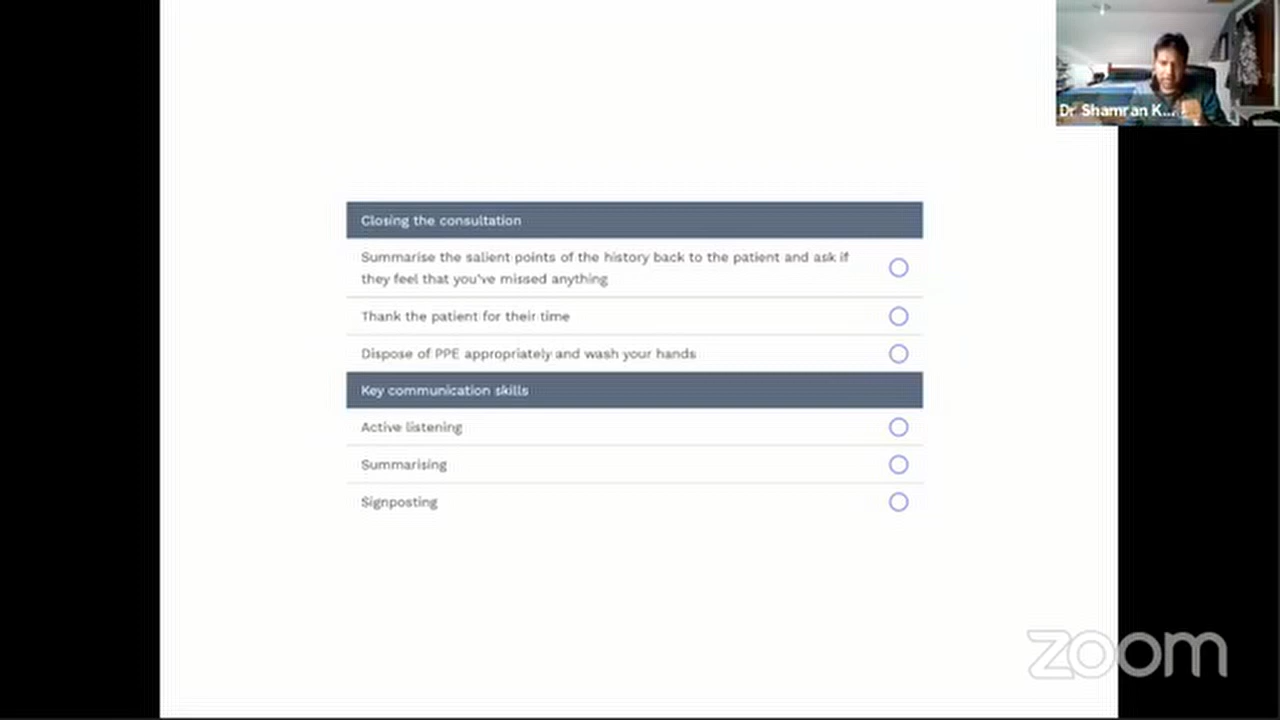 Dr Shamran K...
Closing the consultation
Summarise the salient points of the history back to the patient and ask if
they feel that you've missed anything
Thank the patient for their time
Dispose of PPE appropriately and wash your hands
Key communication skills
Active listening
Summarising
Signposting
zoom